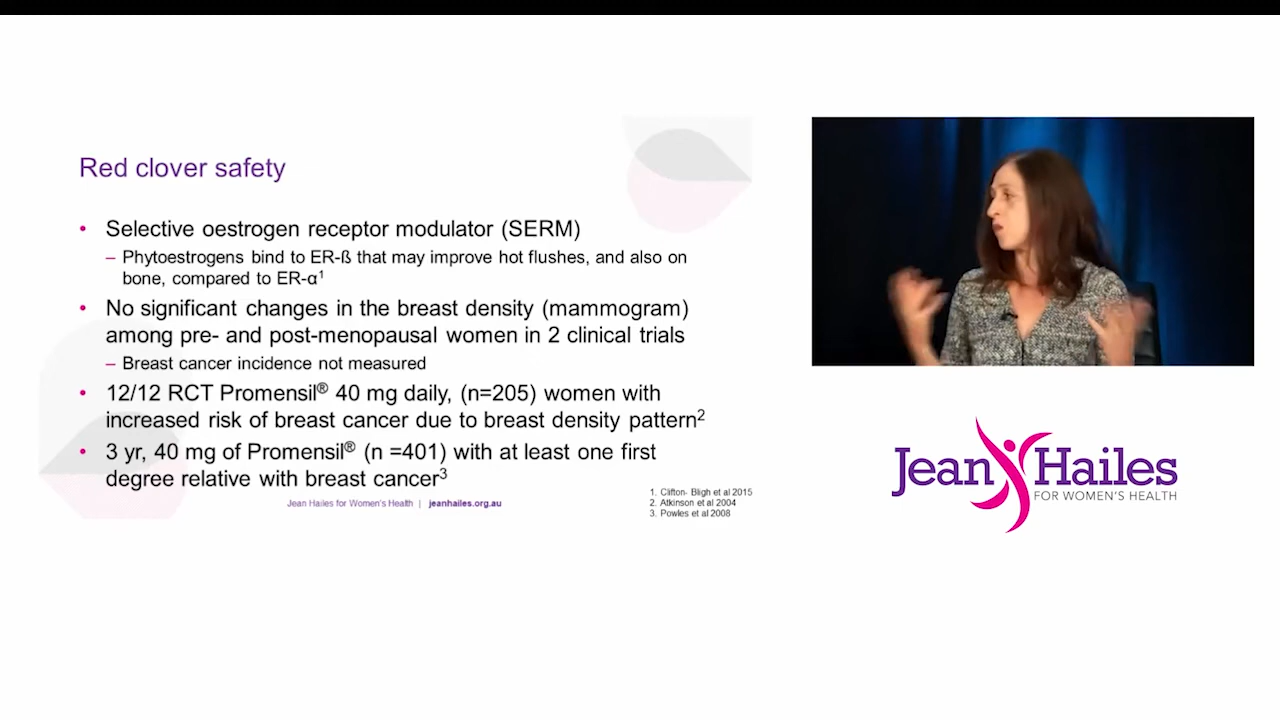 Red clover safety
• Selective oestrogen receptor modulator (SERM)
– Phytoestrogens bind to ER-ß that may improve hot flushes, and also on
bone, compared to ER-α¹
• No significant changes in the breast density (mammogram)
among pre- and post-menopausal women in 2 clinical trials
– Breast cancer incidence not measured
• 12/12 RCT Promensil® 40 mg daily, (n=205) women with
increased risk of breast cancer due to breast density pattern²
• 3 yr, 40 mg of Promensil® (n =401) with at least one first
degree relative with breast cancer³
Jean Hailes for Women's Health | jeanhailes.org.au
1. Clifton- Bligh et al 2015
2. Atkinson et al 2004
3. Powles et al 2008
Jean Hailes
FOR WOMEN'S HEALTH